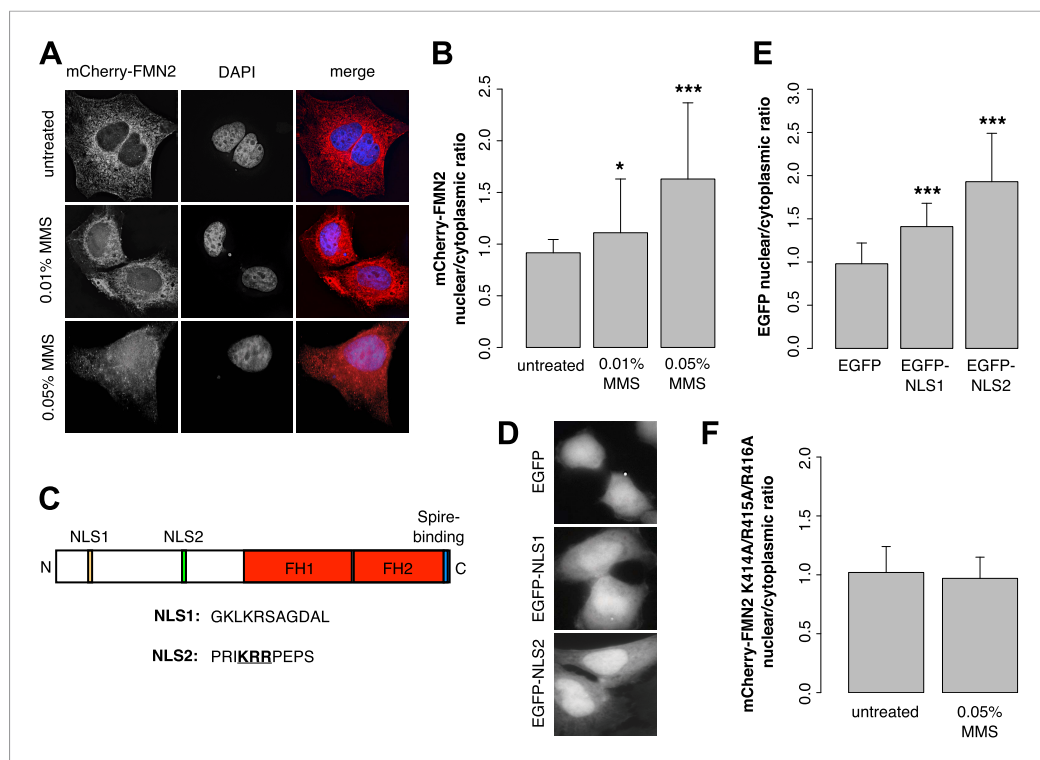 A
mCherry-FMN2 DAPI merge
untreated
0.01% MMS
0.05% MMS
B
mCherry-FMN2
nuclear/cytoplasmic ratio
2.5
2.0
1.5
1.0
0.5
0.0
*
***
untreated 0.01% 0.05%
MMS MMS
E
EGFP nuclear/cytoplasmic ratio
3.0
2.5
2.0
1.5
1.0
0.5
0.0
***
***
EGFP EGFP- EGFP-
NLS1 NLS2
C
Spire-
NLS1 NLS2 binding
N FH1 FH2 C
NLS1: GKLKRSAGDAL
NLS2: PRIKRRPEPS
D
EGFP
EGFP-NLS1
EGFP-NLS2
F
mCherry-FMN2 K414A/R415A/R416A
nuclear/cytoplasmic ratio
2.0
1.5
1.0
0.5
0.0
untreated 0.05%
MMS